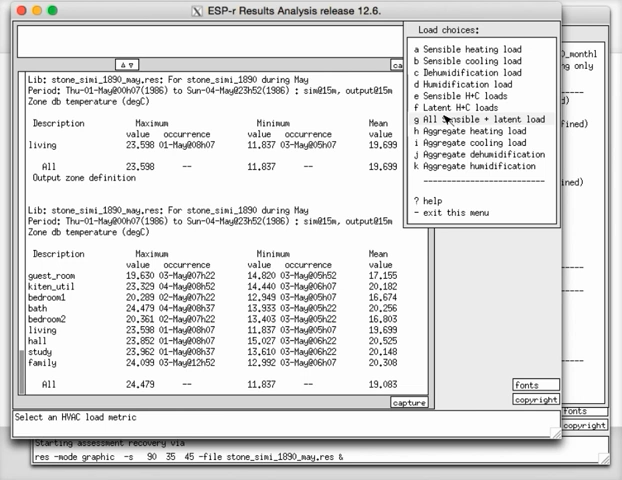 X ESP-r Results Analysis release 12.6.
Load choices:
a Sensible heating load
b Sensible cooling load
c Dehumidification load
d Humidification load
e Sensible H+C loads
f Latent H+C loads
g All Sensible + latent load
h Aggregate heating load
i Aggregate cooling load
j Aggregate dehumidification
k Aggregate humidification
? help
- exit this menu
Lib: stone_simi_1890_may.res: For stone_simi_1890 during May
Period: Thu-01-May@00h07(1986) to Sun-04-May@23h52(1986) : sim@15m, output@15m
Zone db temperature (degC)
Description Maximum Minimum Mean
value occurrence value occurrence value
living 23.598 01-May@08h07 11.837 03-May@07h37 19.699
All 23.598 -- 11.837 -- 19.699
Output zone definition
Lib: stone_simi_1890_may.res: For stone_simi_1890 during May
Period: Thu-01-May@00h07(1986) to Sun-04-May@23h52(1986) : sim@15m, output@15m
Zone db temperature (degC)
Description Maximum Minimum Mean
value occurrence value occurrence value
guest_room 19.630 03-May@07h22 14.820 03-May@05h52 17.155
kiten_util 23.329 04-May@08h52 14.440 03-May@06h07 20.182
bedroom1 20.289 02-May@07h22 12.949 03-May@05h37 16.674
bath 24.479 04-May@08h37 13.933 03-May@05h22 20.256
bedroom2 20.361 02-May@07h22 13.403 03-May@05h22 16.803
living 23.598 01-May@08h07 11.837 03-May@07h37 19.699
hall 23.852 01-May@08h37 15.027 03-May@06h22 20.525
study 23.962 01-May@08h37 13.610 03-May@06h22 20.148
family 24.099 03-May@12h52 12.992 03-May@06h37 20.308
All 24.479 -- 11.837 -- 19.083
capture
fonts
copyright
Select an HVAC load metric
fonts
copyright
Starting assessment recovery via
res -mode graphic -s 90 35 45 -file stone_simi_1890_may.res &